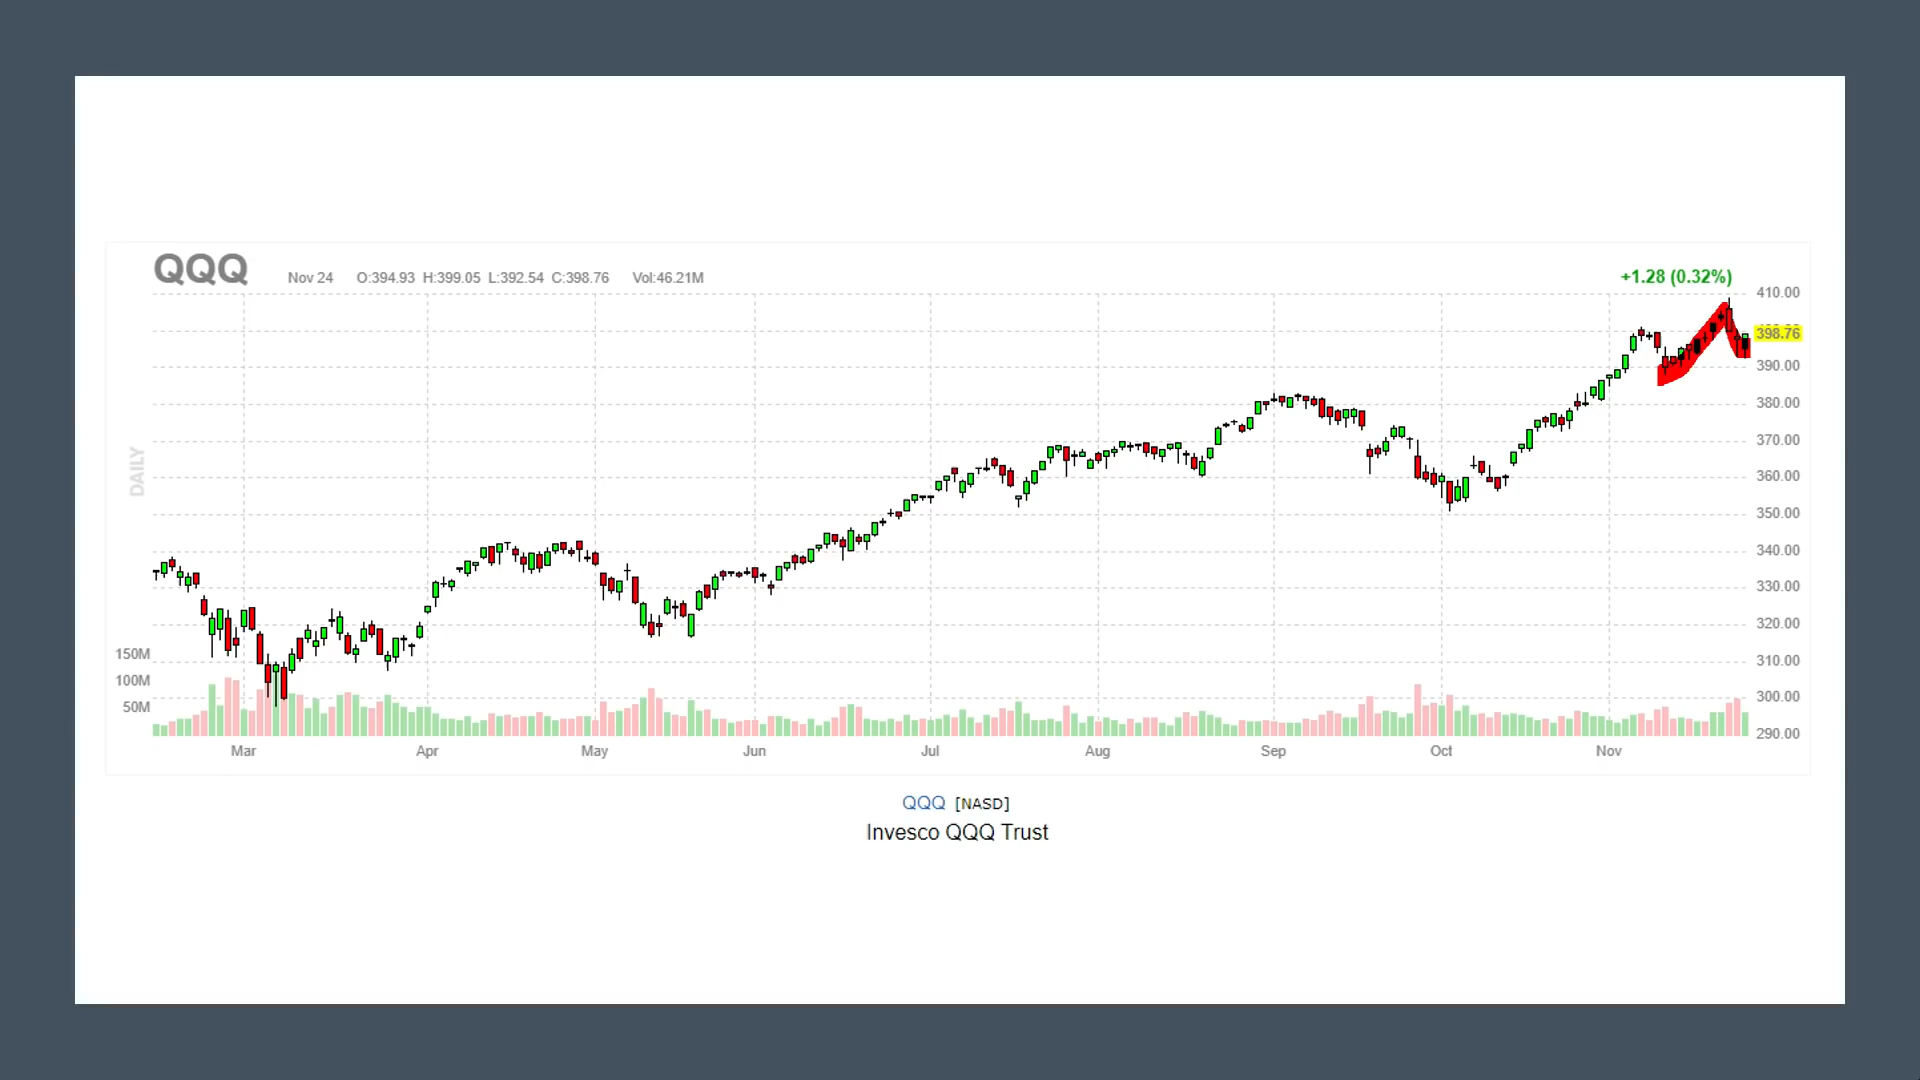 QQQ Nov 24 O:394.93 H:399.05 L:392.54 C:398.76 Vol:46.21M +1.28 (0.32%)
410.00
398.76
390.00
380.00
370.00
360.00
350.00
340.00
330.00
320.00
310.00
300.00
290.00
DAILY
150M
100M
50M
Mar Apr May Jun Jul Aug Sep Oct Nov
QQQ [NASD]
Invesco QQQ Trust